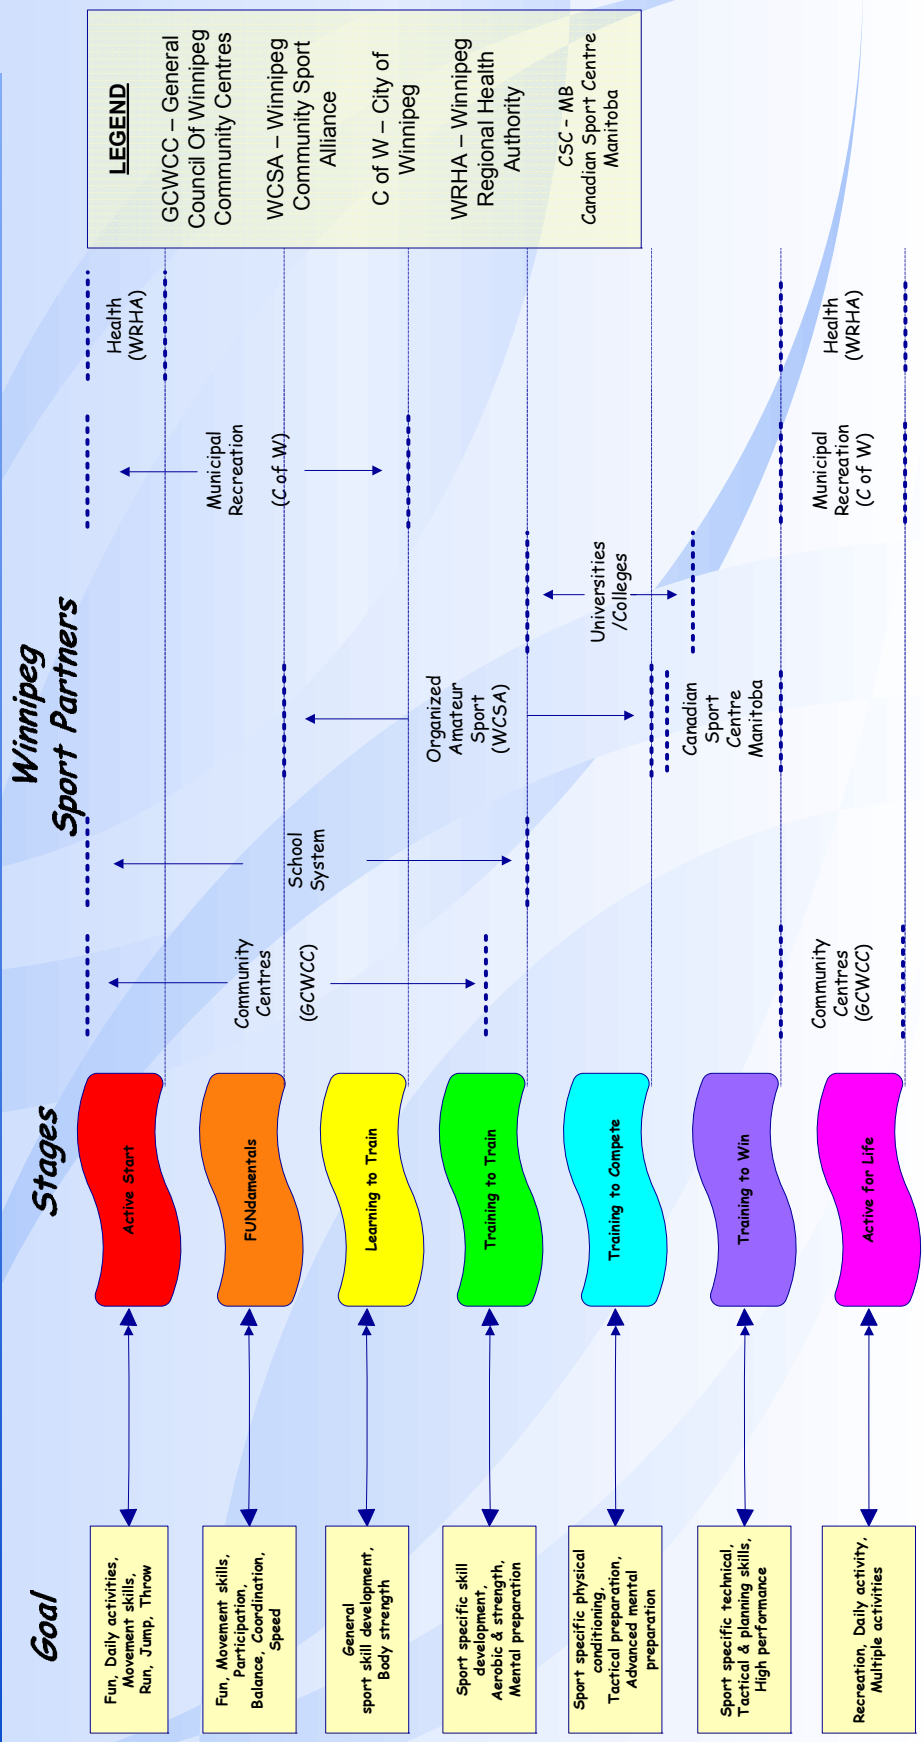 Goal
Stages
Winnipeg
Sport Partners
Fun, Daily activities,
Movement skills,
Run, Jump, Throw
Fun, Movement skills,
Participation,
Balance, Coordination,
Speed
General
sport skill development,
Body strength
Sport specific skill
development,
Aerobic & strength,
Mental preparation
Sport specific physical
conditioning,
Tactical preparation,
Advanced mental
preparation
Sport specific technical,
Tactical & planning skills,
High performance
Recreation, Daily activity,
Multiple activities
Active Start
FUNdamentals
Learning to Train
Training to Train
Training to Compete
Training to Win
Active for Life
Community
Centres
(GCWCC)
Community
Centres
(GCWCC)
School
System
Organized
Amateur
Sport
(WCSA)
Canadian
Sport
Centre
Manitoba
Universities
/Colleges
Municipal
Recreation
(C of W)
Municipal
Recreation
(C of W)
Health
(WRHA)
Health
(WRHA)
LEGEND
GCWCC – General
Council Of Winnipeg
Community Centres
WCSA – Winnipeg
Community Sport
Alliance
C of W – City of
Winnipeg
WRHA – Winnipeg
Regional Health
Authority
CSC – MB
Canadian Sport Centre
Manitoba